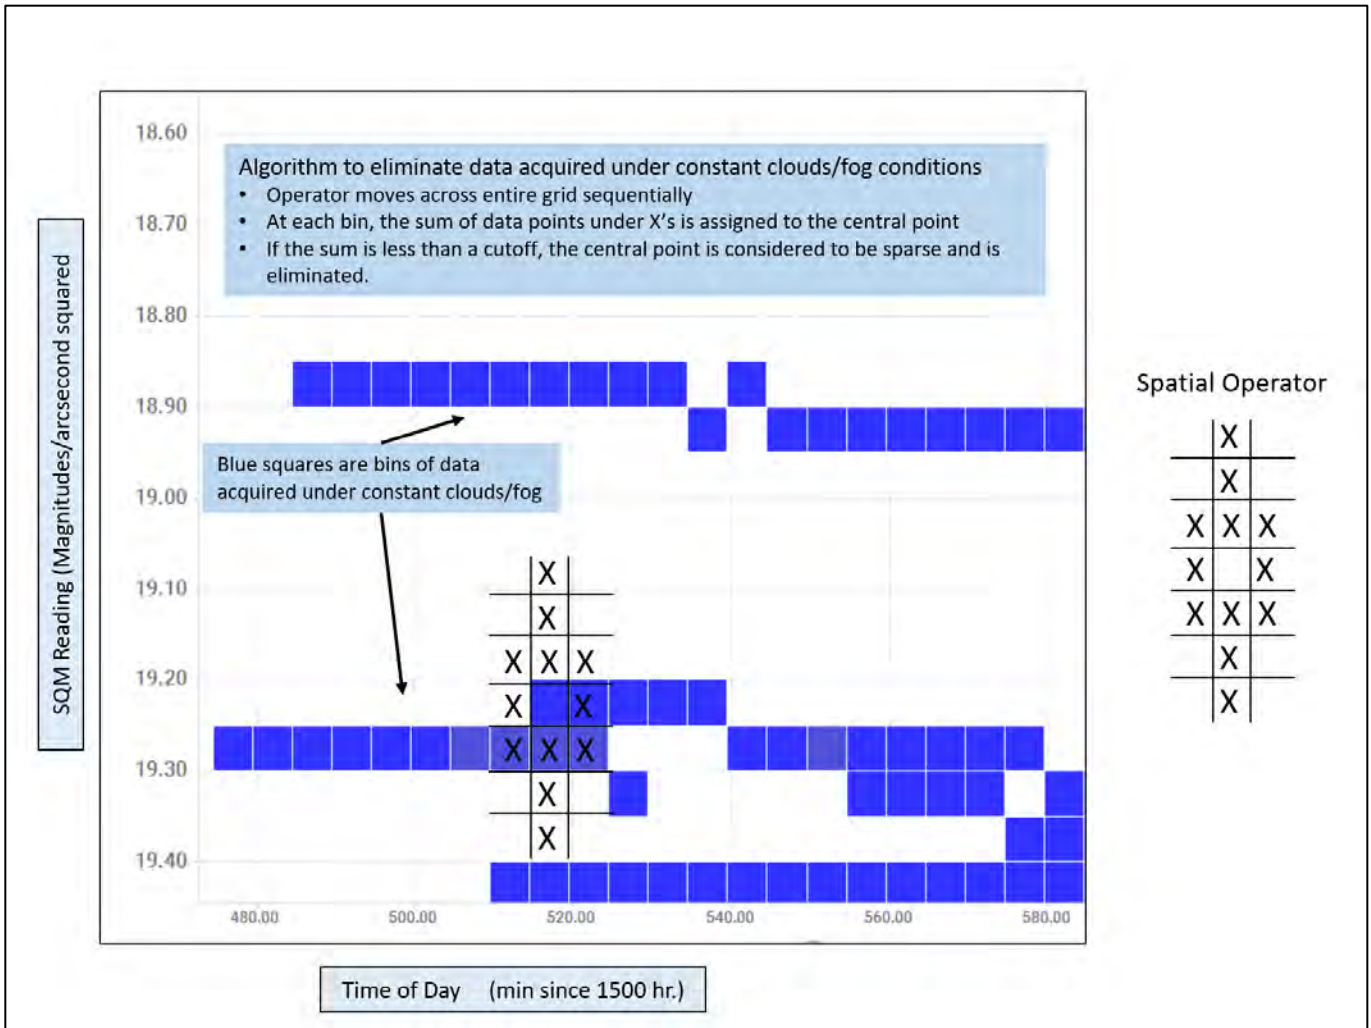 18.60
Algorithm to eliminate data acquired under constant clouds/fog conditions
• Operator moves across entire grid sequentially
• At each bin, the sum of data points under X's is assigned to the central point
• If the sum is less than a cutoff, the central point is considered to be sparse and is
eliminated.
18.70
18.80
18.90
19.00
19.10
19.20
19.30
19.40
SQM Reading (Magnitudes/arcsecond squared
Blue squares are bins of data
acquired under constant clouds/fog
X
X
X X X
X X
X X X
X
X
480.00 500.00 520.00 540.00 560.00 580.00
Time of Day (min since 1500 hr.)
Spatial Operator
X
X
X X X
X X
X X X
X
X